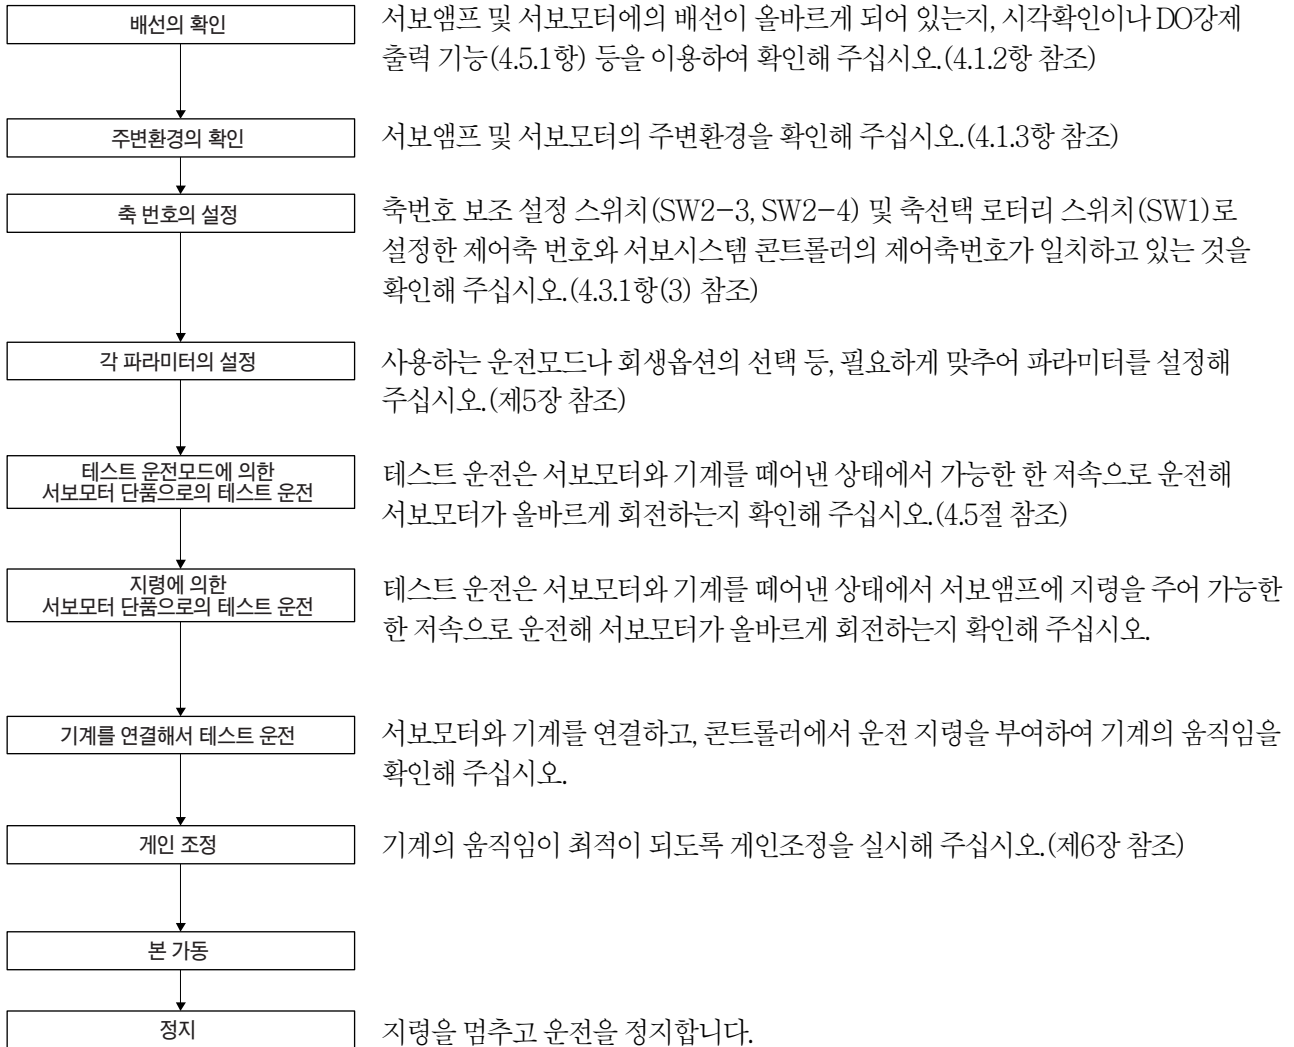 배선의 확인
서보앰프 및 서보모터에의 배선이 올바르게 되어 있는지, 시각확인이나 DO강제
출력 기능(4.5.1항) 등을 이용하여 확인해 주십시오.(4.1.2항 참조)
주변환경의 확인
서보앰프 및 서보모터의 주변환경을 확인해 주십시오.(4.1.3항 참조)
축 번호의 설정
축번호 보조 설정 스위치(SW2-3, SW2-4) 및 축선택 로터리 스위치(SW1)로
설정한 제어축 번호와 서보시스템 콘트롤러의 제어축번호가 일치하고 있는 것을
확인해 주십시오.(4.3.1항(3) 참조)
각 파라미터의 설정
사용하는 운전모드나 회생옵션의 선택 등, 필요하게 맞추어 파라미터를 설정해
주십시오.(제5장 참조)
테스트 운전모드에 의한
서보모터 단품으로의 테스트 운전
테스트 운전은 서보모터와 기계를 떼어낸 상태에서 가능한 한 저속으로 운전해
서보모터가 올바르게 회전하는지 확인해 주십시오.(4.5절 참조)
지령에 의한
서보모터 단품으로의 테스트 운전
테스트 운전은 서보모터와 기계를 떼어낸 상태에서 서보앰프에 지령을 주어 가능한
한 저속으로 운전해 서보모터가 올바르게 회전하는지 확인해 주십시오.
기계를 연결해서 테스트 운전
서보모터와 기계를 연결하고, 콘트롤러에서 운전 지령을 부여하여 기계의 움직임을
확인해 주십시오.
게인 조정
기계의 움직임이 최적이 되도록 게인조정을 실시해 주십시오.(제6장 참조)
본 가동
정지
지령을 멈추고 운전을 정지합니다.